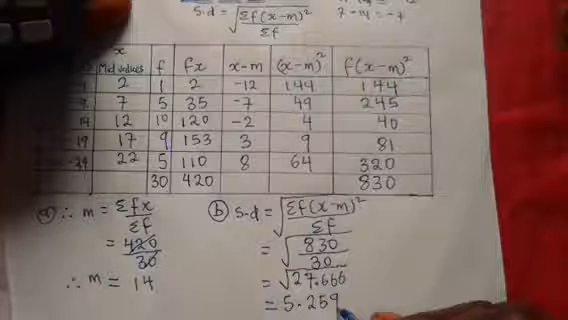 S.d = √Σf(x-m)²
Σf
7-14=-7
x
Mid values f fx x-m (x-m)² f(x-m)²
2 1 2 -12 144 144
7 5 35 -7 49 245
14 12 10 120 -2 4 40
19 17 9 153 3 9 81
-24 22 5 110 8 64 320
30 420 830
a) ∴ m = Σfx
Σf
= 420
30
∴ m = 14
b) S.d = √Σf(x-m)²
Σf
= √830
30
= √27.666
= 5.259